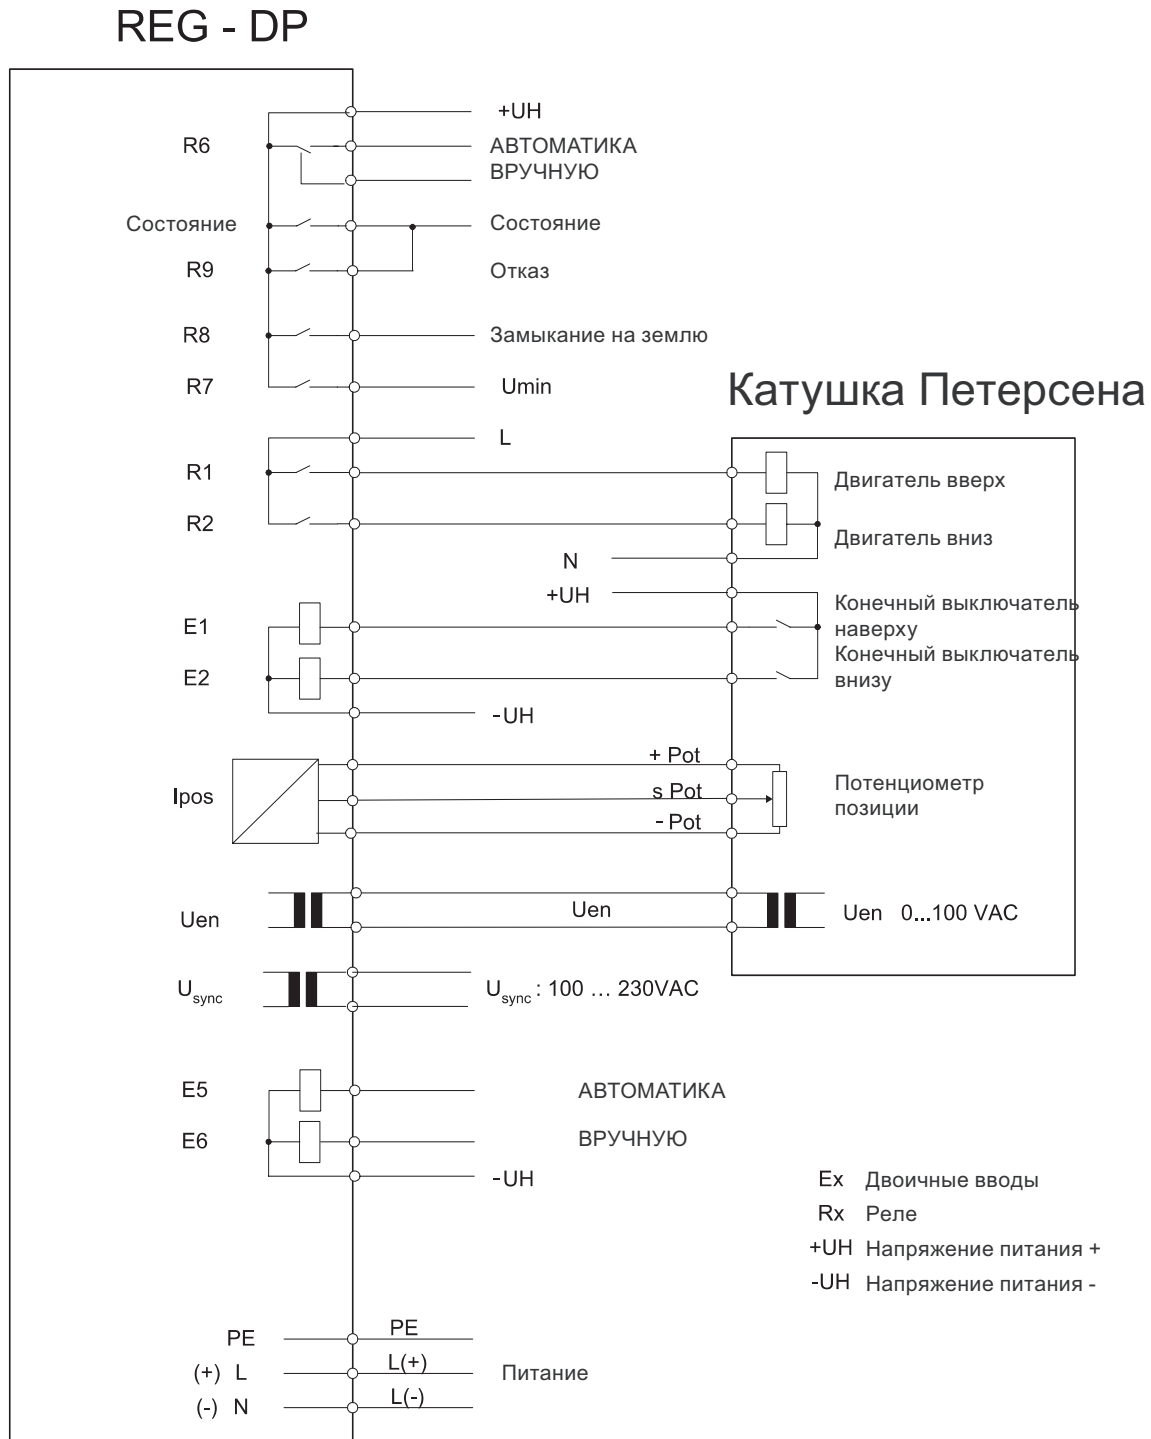 REG - DP
+UH
R6
АВТОМАТИКА
ВРУЧНУЮ
Состояние
Состояние
R9
Отказ
R8
Замыкание на землю
R7
Umin
Катушка Петерсена
L
R1
Двигатель вверх
R2
Двигатель вниз
N
+UH
Конечный выключатель
наверху
E1
Конечный выключатель
внизу
E2
-UH
+ Pot
Ipos
s Pot
Потенциометр
позиции
- Pot
Uen
Uen
Uen 0...100 VAC
Usync
Usync : 100 ... 230VAC
E5
АВТОМАТИКА
E6
ВРУЧНУЮ
-UH
Ex Двоичные вводы
Rx Реле
+UH Напряжение питания +
-UH Напряжение питания -
PE
PE
(+) L
L(+)
Питание
(-) N
L(-)